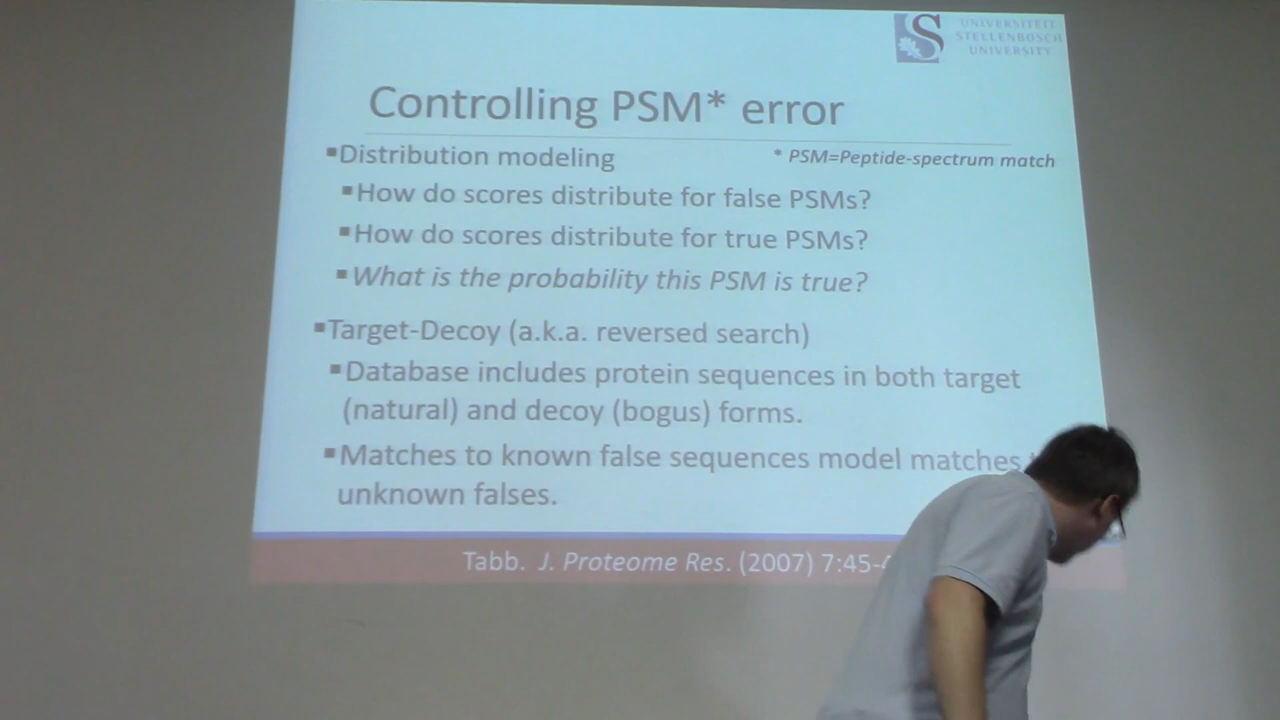 UNIVERSITEIT
STELLENBOSCH
UNIVERSITY
Controlling PSM* error
▪Distribution modeling
* PSM=Peptide-spectrum match
▪How do scores distribute for false PSMs?
▪How do scores distribute for true PSMs?
▪What is the probability this PSM is true?
▪Target-Decoy (a.k.a. reversed search)
▪Database includes protein sequences in both target
(natural) and decoy (bogus) forms.
▪Matches to known false sequences model matches
unknown falses.
Tabb. J. Proteome Res. (2007) 7:45-